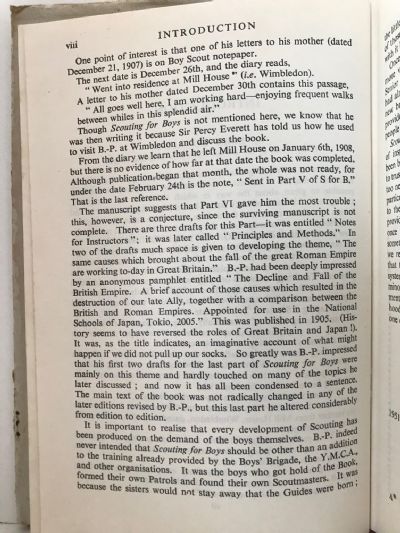 viii INTRODUCTION
One point of interest is that one of his letters to his mother (dated
December 21, 1907) is on Boy Scout notepaper.
The next date is December 26th, and the diary reads,
" Went into residence at Mill House " (i.e. Wimbledon).
A letter to his mother dated December 30th contains this passage,
" All goes well here, I am working hard—enjoying frequent walks
between whiles in this splendid air."
Though Scouting for Boys is not mentioned here, we know that he
was then writing it because Sir Percy Everett has told us how he used
to visit B.-P. at Wimbledon and discuss the book.
From the diary we learn that he left Mill House on January 6th, 1908,
but there is no evidence of how far at that date the book was completed.
Although publication began that month, the whole was not ready, for
under the date February 24th is the note, " Sent in Part V of S for B."
That is the last reference.
The manuscript suggests that Part VI gave him the most trouble ;
this, however, is a conjecture, since the surviving manuscript is not
complete. There are three drafts for this Part—it was entitled " Notes
for Instructors " ; it was later called " Principles and Methods." In
two of the drafts much space is given to developing the theme, " The
same causes which brought about the fall of the great Roman Empire
are working to-day in Great Britain." B.-P. had been deeply impressed
by an anonymous pamphlet entitled " The Decline and Fall of the
British Empire. A brief account of those causes which resulted in the
destruction of our late Ally, together with a comparison between the
British and Roman Empires. Appointed for use in the National
Schools of Japan, Tokio, 2005." This was published in 1905. (His-
tory seems to have reversed the roles of Great Britain and Japan !).
It was, as the title indicates, an imaginative account of what might
happen if we did not pull up our socks. So greatly was B.-P. impressed
that his first two drafts for the last part of Scouting for Boys were
mainly on this theme and hardly touched on many of the topics he
later discussed ; and now it has all been condensed to a sentence.
The main text of the book was not radically changed in any of the
later editions revised by B.-P., but this last part he altered considerably
from edition to edition.
It is important to realise that every development of Scouting has
been produced on the demand of the boys themselves. B.-P. indeed
never intended that Scouting for Boys should be other than an addition
to the training already provided by the Boys' Brigade, the Y.M.C.A.,
and other organisations. It was the boys who got hold of the Book,
formed their own Patrols and found their own Scoutmasters. It was
because the sisters would not stay away that the Guides were born ;